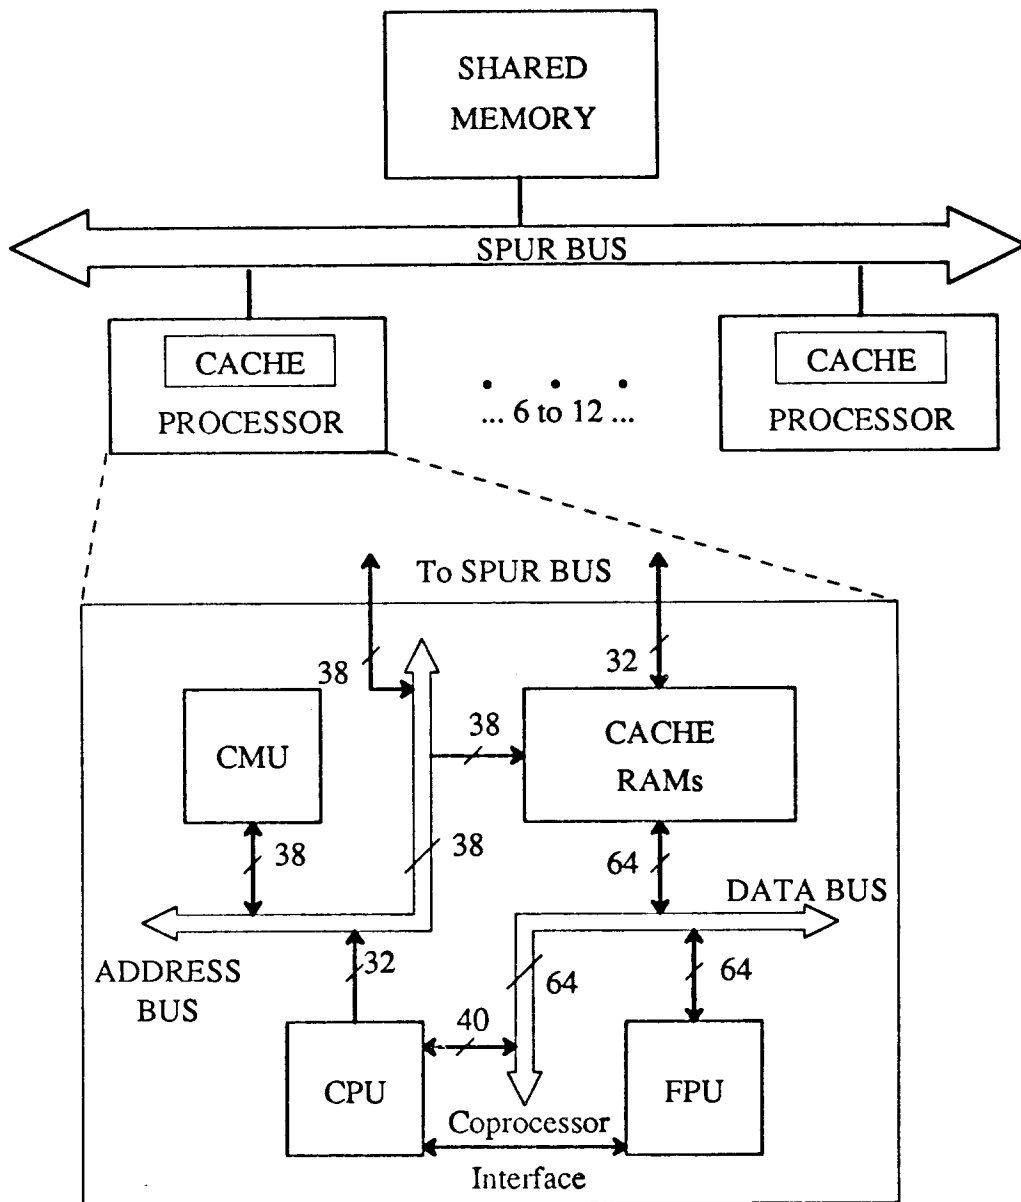 SHARED
MEMORY
SPUR BUS
CACHE
PROCESSOR
... 6 to 12 ...
CACHE
PROCESSOR
To SPUR BUS
38
32
CMU
38
CACHE
RAMs
38
38
64
DATA BUS
ADDRESS
BUS
32
64
64
40
CPU
FPU
Coprocessor
Interface